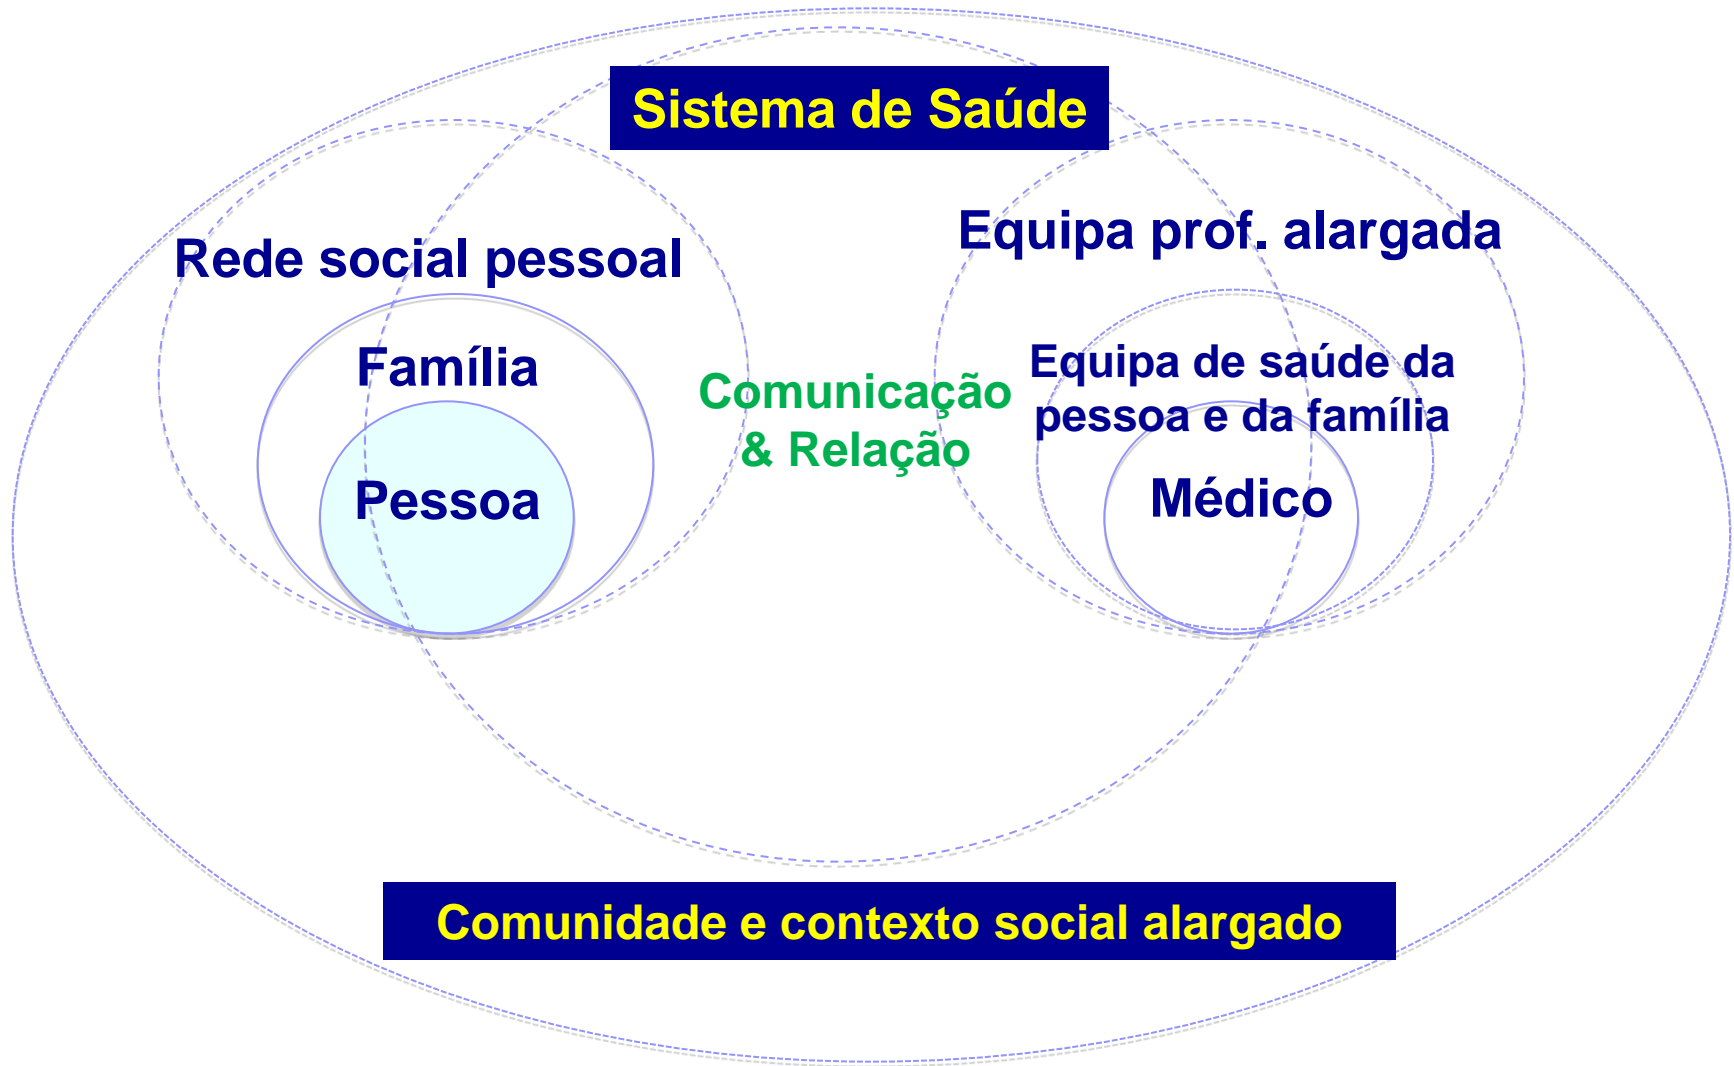 Sistema de Saúde
Rede social pessoal
Equipa prof. alargada
Família
Comunicação
& Relação
Equipa de saúde da
pessoa e da família
Pessoa
Médico
Comunidade e contexto social alargado